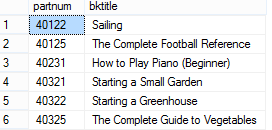 partnum bktitle
1 40122 Sailing
2 40125 The Complete Football Reference
3 40231 How to Play Piano (Beginner)
4 40321 Starting a Small Garden
5 40322 Starting a Greenhouse
6 40325 The Complete Guide to Vegetables